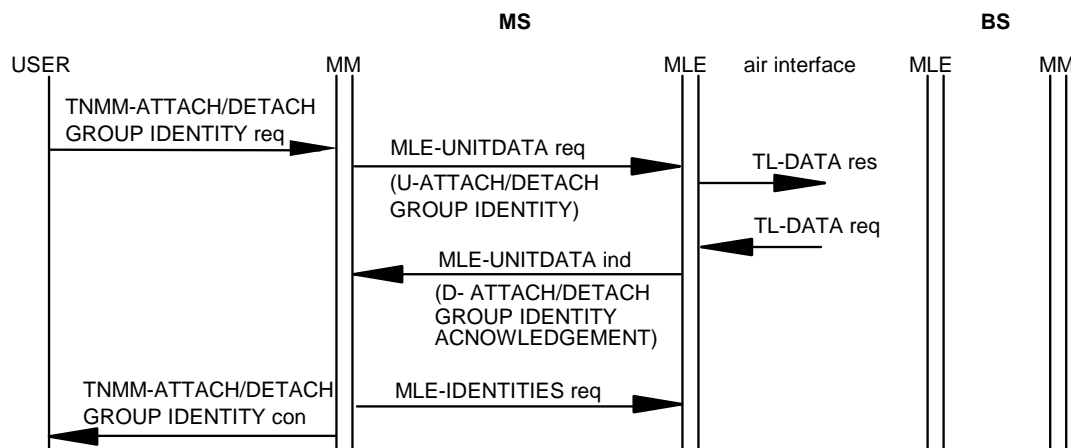 MS
BS
USER
MM
MLE
air interface
MLE
MM
TNMM-ATTACH/DETACH
GROUP IDENTITY req
MLE-UNITDATA req
TL-DATA res
(U-ATTACH/DETACH
GROUP IDENTITY)
TL-DATA req
MLE-UNITDATA ind
(D- ATTACH/DETACH
GROUP IDENTITY
ACNOWLEDGEMENT)
TNMM-ATTACH/DETACH
GROUP IDENTITY con
MLE-IDENTITIES req